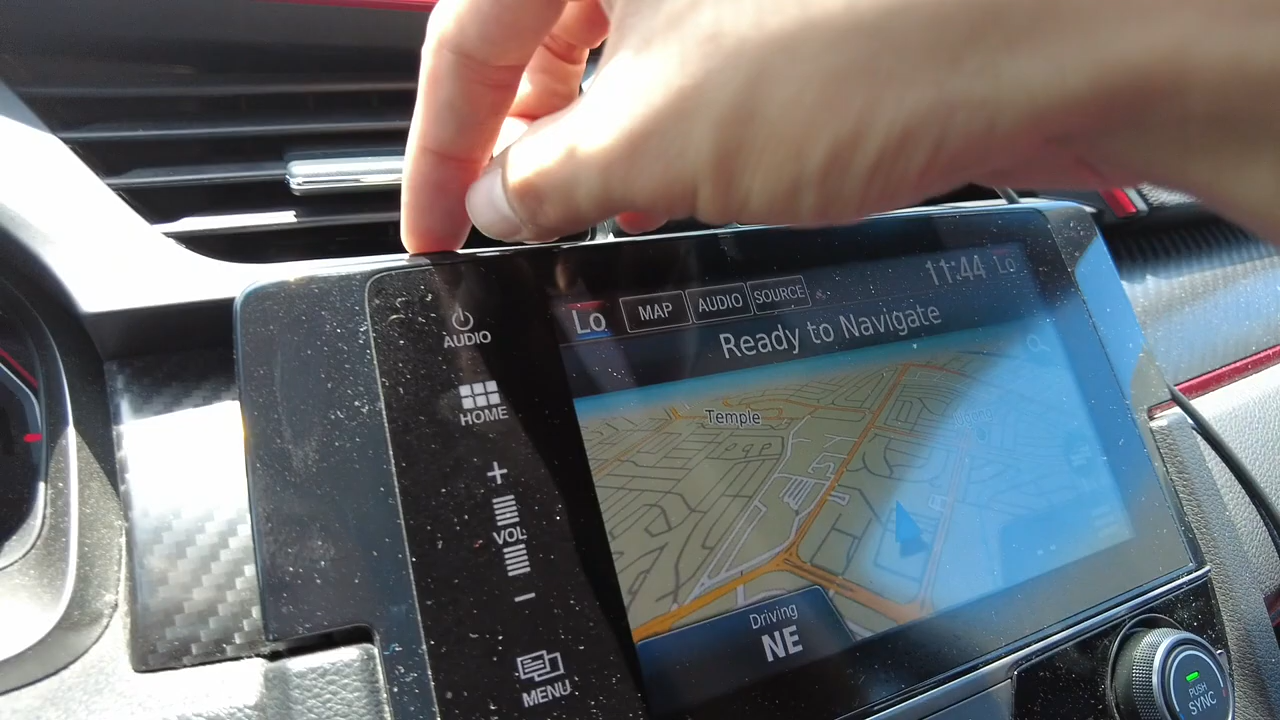 AUDIO
HOME
+
VOL
−
MENU
Lo
MAP
AUDIO
SOURCE
11:44
Lo
Ready to Navigate
Temple
Driving
NE
PUSH
SYNC